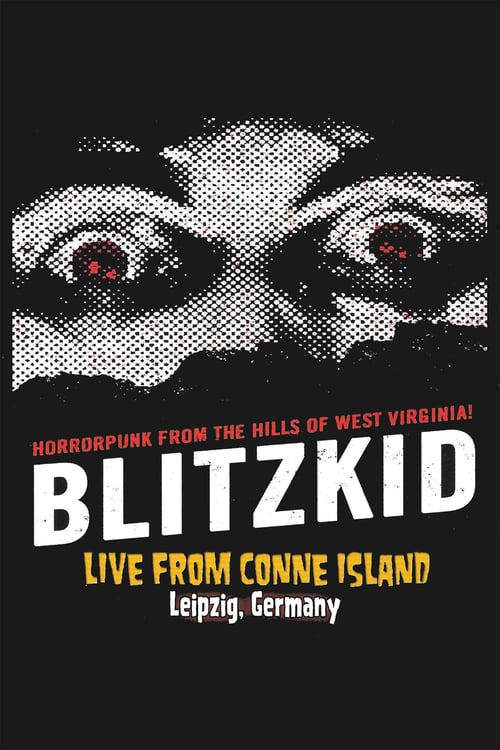 HORRORPUNK FROM THE HILLS OF WEST VIRGINIA!
BLITZKID
LIVE FROM CONNE ISLAND
Leipzig, Germany